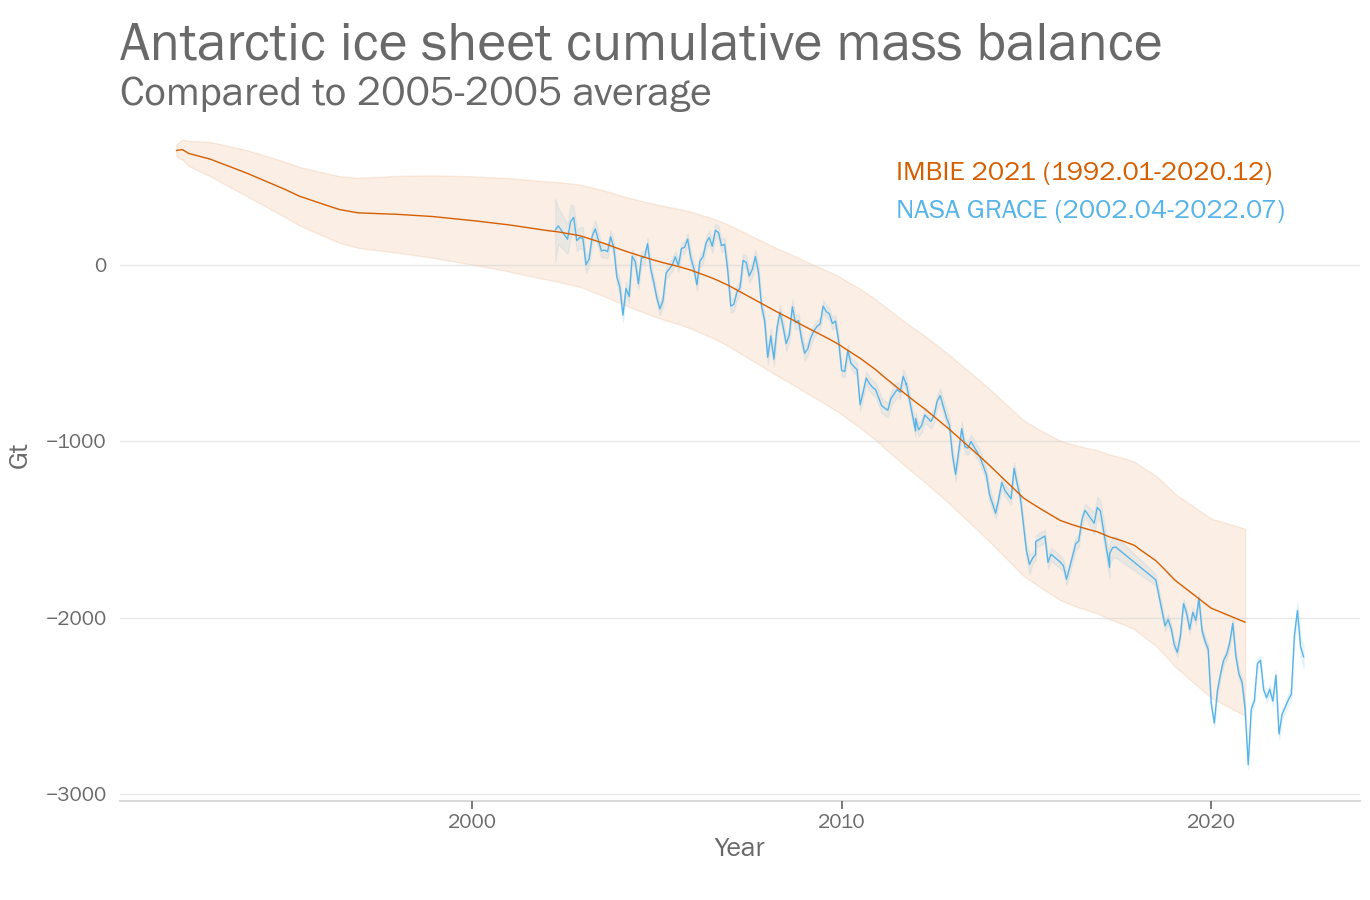 Antarctic ice sheet cumulative mass balance
Compared to 2005-2005 average
IMBIE 2021 (1992.01-2020.12)
NASA GRACE (2002.04-2022.07)
0
−1000
Gt
−2000
−3000
2000 2010 2020
Year